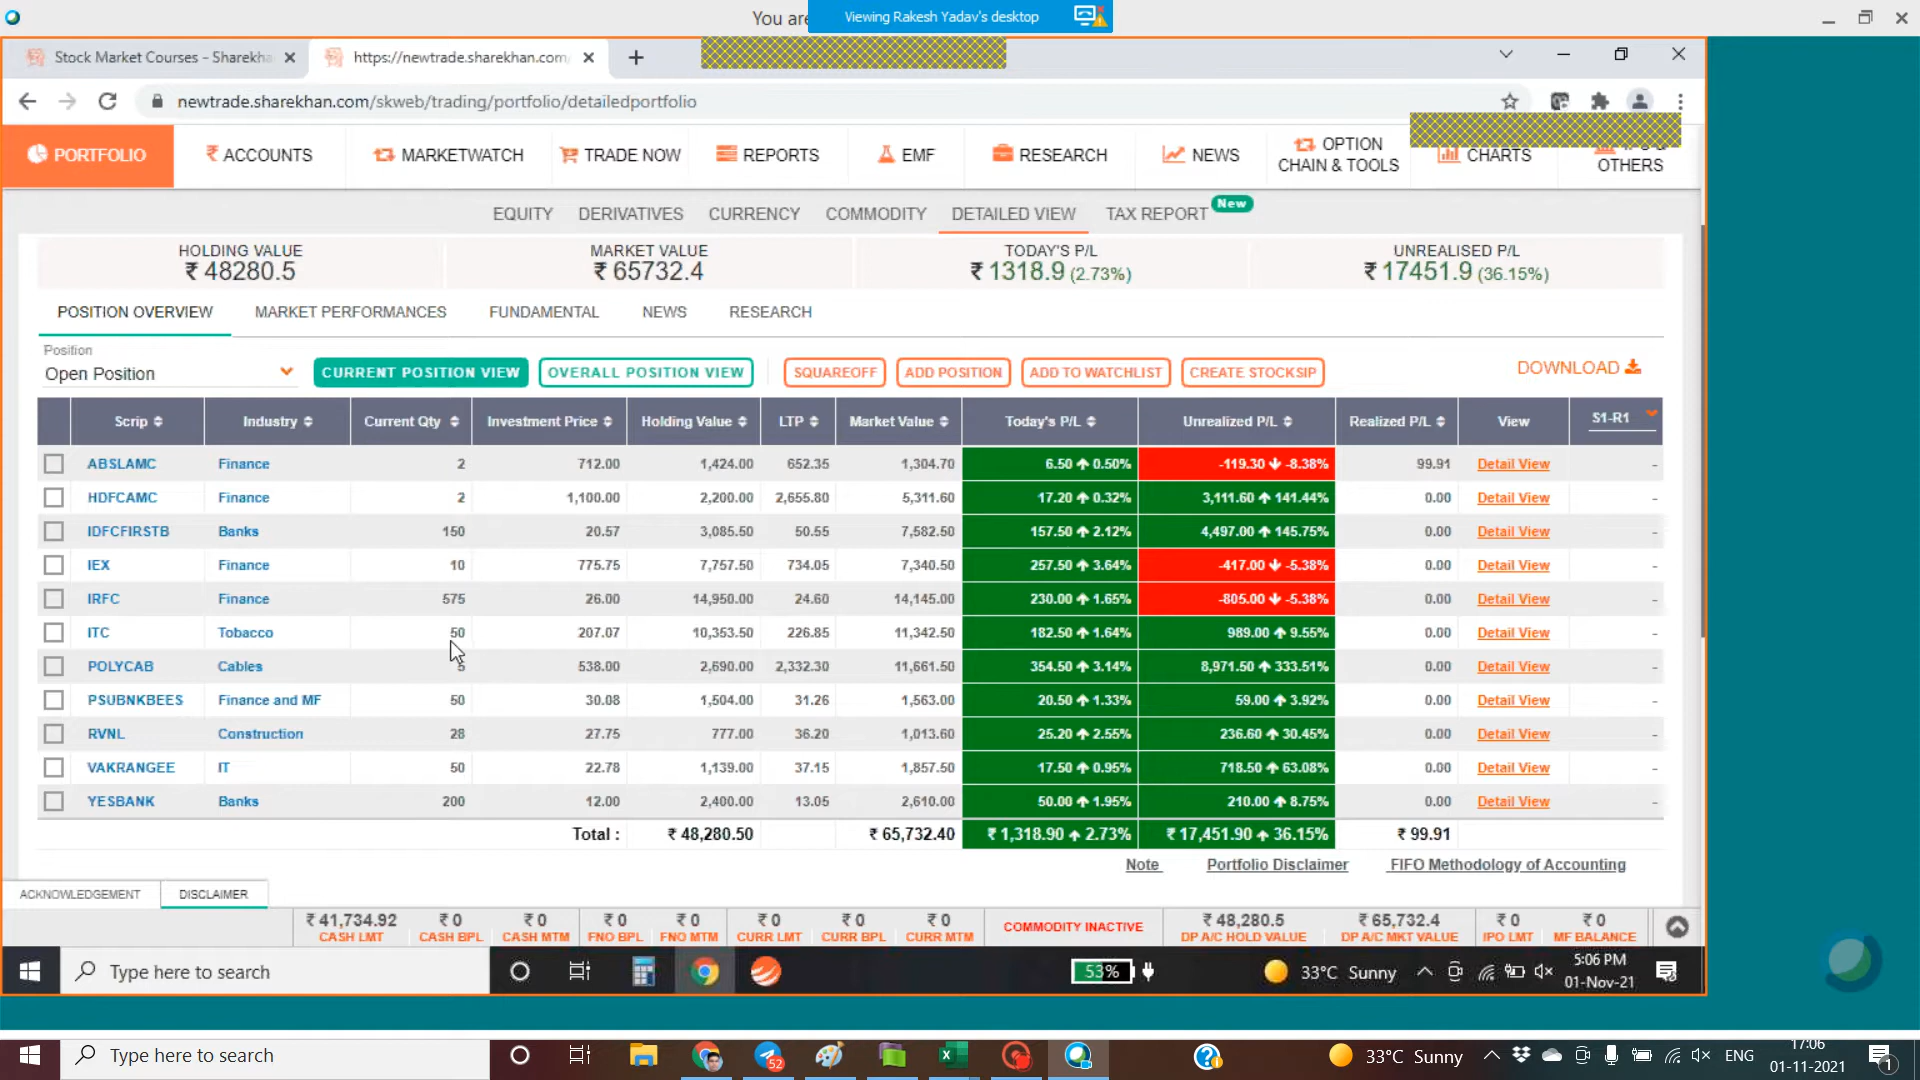 You are
Viewing Rakesh Yadav's desktop
Stock Market Courses - Sharekha
https://newtrade.sharekhan.com/
newtrade.sharekhan.com/skweb/trading/portfolio/detailedportfolio
PORTFOLIO ₹ ACCOUNTS MARKETWATCH TRADE NOW REPORTS EMF RESEARCH NEWS OPTION CHAIN & TOOLS CHARTS OTHERS
EQUITY DERIVATIVES CURRENCY COMMODITY DETAILED VIEW TAX REPORT New
HOLDING VALUE MARKET VALUE TODAY'S P/L UNREALISED P/L
₹ 48280.5 ₹ 65732.4 ₹ 1318.9 (2.73%) ₹ 17451.9 (36.15%)
POSITION OVERVIEW MARKET PERFORMANCES FUNDAMENTAL NEWS RESEARCH
Position
Open Position CURRENT POSITION VIEW OVERALL POSITION VIEW SQUAREOFF ADD POSITION ADD TO WATCHLIST CREATE STOCKSIP DOWNLOAD
Scrip Industry Current Qty Investment Price Holding Value LTP Market Value Today's P/L Unrealized P/L Realized P/L View S1-R1
ABSLAMC Finance 2 712.00 1,424.00 652.35 1,304.70 6.50 ↑ 0.50% -119.30 ↓ -8.38% 99.91 Detail View -
HDFCAMC Finance 2 1,100.00 2,200.00 2,655.80 5,311.60 17.20 ↑ 0.32% 3,111.60 ↑ 141.44% 0.00 Detail View -
IDFCFIRSTB Banks 150 20.57 3,085.50 50.55 7,582.50 157.50 ↑ 2.12% 4,497.00 ↑ 145.75% 0.00 Detail View -
IEX Finance 10 775.75 7,757.50 734.05 7,340.50 257.50 ↑ 3.64% -417.00 ↓ -5.38% 0.00 Detail View -
IRFC Finance 575 26.00 14,950.00 24.60 14,145.00 230.00 ↑ 1.65% -805.00 ↓ -5.38% 0.00 Detail View -
ITC Tobacco 50 207.07 10,353.50 226.85 11,342.50 182.50 ↑ 1.64% 989.00 ↑ 9.55% 0.00 Detail View -
POLYCAB Cables 5 538.00 2,690.00 2,332.30 11,661.50 354.50 ↑ 3.14% 8,971.50 ↑ 333.51% 0.00 Detail View -
PSUBNKBEES Finance and MF 50 30.08 1,504.00 31.26 1,563.00 20.50 ↑ 1.33% 59.00 ↑ 3.92% 0.00 Detail View -
RVNL Construction 28 27.75 777.00 36.20 1,013.60 25.20 ↑ 2.55% 236.60 ↑ 30.45% 0.00 Detail View -
VAKRANGEE IT 50 22.78 1,139.00 37.15 1,857.50 17.50 ↑ 0.95% 718.50 ↑ 63.08% 0.00 Detail View -
YESBANK Banks 200 12.00 2,400.00 13.05 2,610.00 50.00 ↑ 1.95% 210.00 ↑ 8.75% 0.00 Detail View -
Total : ₹ 48,280.50 ₹ 65,732.40 ₹ 1,318.90 ↑ 2.73% ₹ 17,451.90 ↑ 36.15% ₹ 99.91
Note Portfolio Disclaimer FIFO Methodology of Accounting
ACKNOWLEDGEMENT DISCLAIMER
₹ 41,734.92 ₹ 0 ₹ 0 ₹ 0 ₹ 0 ₹ 0 ₹ 0 ₹ 0 COMMODITY INACTIVE ₹ 48,280.5 ₹ 65,732.4 ₹ 0 ₹ 0
CASH LMT CASH BPL CASH MTM FNO BPL FNO MTM CURR LMT CURR BPL CURR MTM DP A/C HOLD VALUE DP A/C MKT VALUE IPO LMT MF BALANCE
Type here to search 53% 33°C Sunny 5:06 PM
01-Nov-21
Type here to search 52 33°C Sunny ENG 17:06
01-11-2021 1